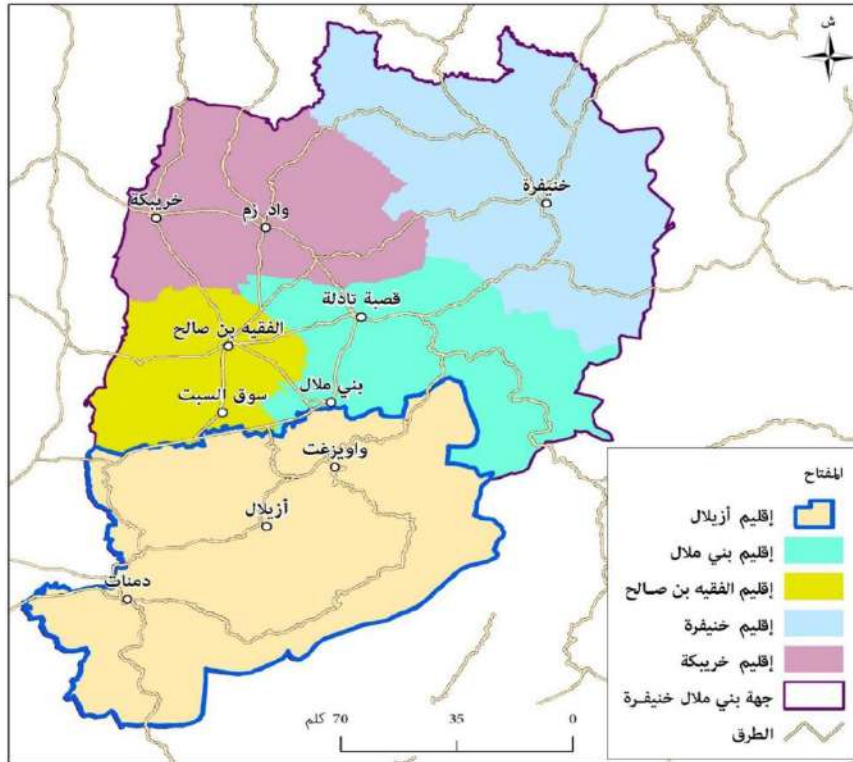 ش
خنيفرة
خريبكة
واد زم
قصبة تادلة
الفقيه بن صالح
بني ملال
سوق السبت
واويزغت
أزيلال
دمنات
المفتاح
إقليم أزيلال
إقليم بني ملال
إقليم الفقيه بن صالح
إقليم خنيفرة
إقليم خريبكة
جهة بني ملال خنيفرة
الطرق
0
35
70 كلم